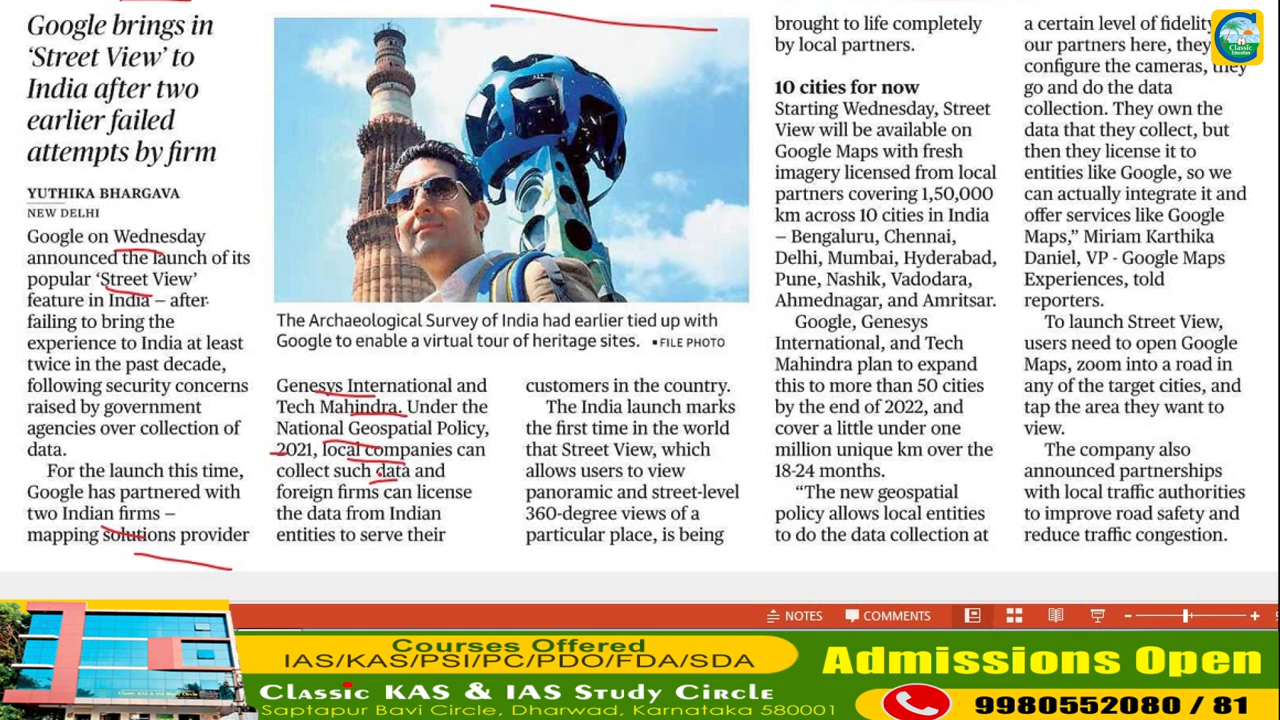 Google brings in
‘Street View’ to
India after two
earlier failed
attempts by firm
YUTHIKA BHARGAVA
NEW DELHI
Google on Wednesday
announced the launch of its
popular ‘Street View’
feature in India – after
failing to bring the
experience to India at least
twice in the past decade,
following security concerns
raised by government
agencies over collection of
data.
For the launch this time,
Google has partnered with
two Indian firms –
mapping solutions provider
The Archaeological Survey of India had earlier tied up with
Google to enable a virtual tour of heritage sites. ▪ FILE PHOTO
Genesys International and
Tech Mahindra. Under the
National Geospatial Policy,
2021, local companies can
collect such data and
foreign firms can license
the data from Indian
entities to serve their
customers in the country.
The India launch marks
the first time in the world
that Street View, which
allows users to view
panoramic and street-level
360-degree views of a
particular place, is being
brought to life completely
by local partners.
10 cities for now
Starting Wednesday, Street
View will be available on
Google Maps with fresh
imagery licensed from local
partners covering 1,50,000
km across 10 cities in India
– Bengaluru, Chennai,
Delhi, Mumbai, Hyderabad,
Pune, Nashik, Vadodara,
Ahmednagar, and Amritsar.
Google, Genesys
International, and Tech
Mahindra plan to expand
this to more than 50 cities
by the end of 2022, and
cover a little under one
million unique km over the
18-24 months.
“The new geospatial
policy allows local entities
to do the data collection at
a certain level of fidelity
our partners here, they
configure the cameras, they
go and do the data
collection. They own the
data that they collect, but
then they license it to
entities like Google, so we
can actually integrate it and
offer services like Google
Maps,” Miriam Karthika
Daniel, VP - Google Maps
Experiences, told
reporters.
To launch Street View,
users need to open Google
Maps, zoom into a road in
any of the target cities, and
tap the area they want to
view.
The company also
announced partnerships
with local traffic authorities
to improve road safety and
reduce traffic congestion.
Classic
Education
NOTES
COMMENTS
Courses Offered
IAS/KAS/PSI/PC/PDO/FDA/SDA
Classic KAS & IAS Study Circle
Saptapur Bavi Circle, Dharwad, Karnataka 580001
Admissions Open
9980552080 / 81